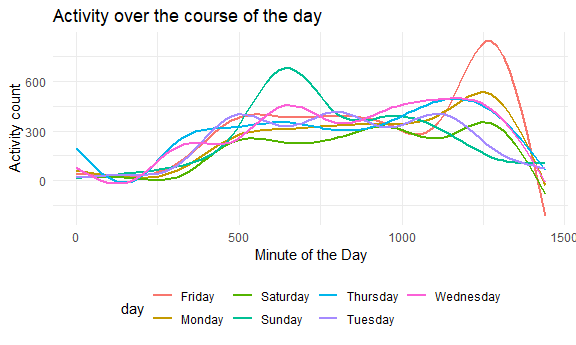 Activity over the course of the day
Activity count
600
300
0
0 500 1000 1500
Minute of the Day
day
Friday Saturday Thursday Wednesday
Monday Sunday Tuesday